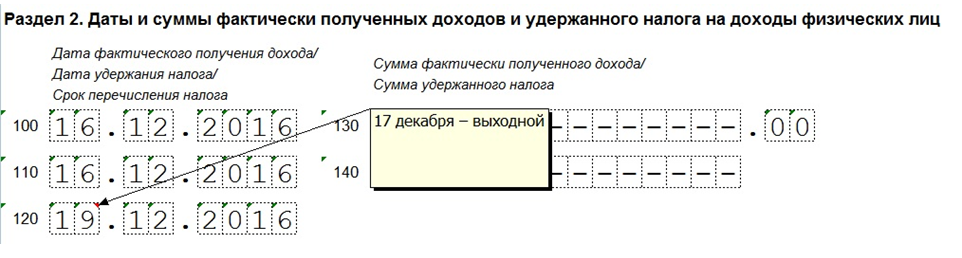 Раздел 2. Даты и суммы фактически полученных доходов и удержанного налога на доходы физических лиц
Дата фактического получения дохода/
Дата удержания налога/
Срок перечисления налога
Сумма фактически полученного дохода/
Сумма удержанного налога
100 16.12.2016 130 17 декабря – выходной --------.00
110 16.12.2016 140 --------
120 19.12.2016